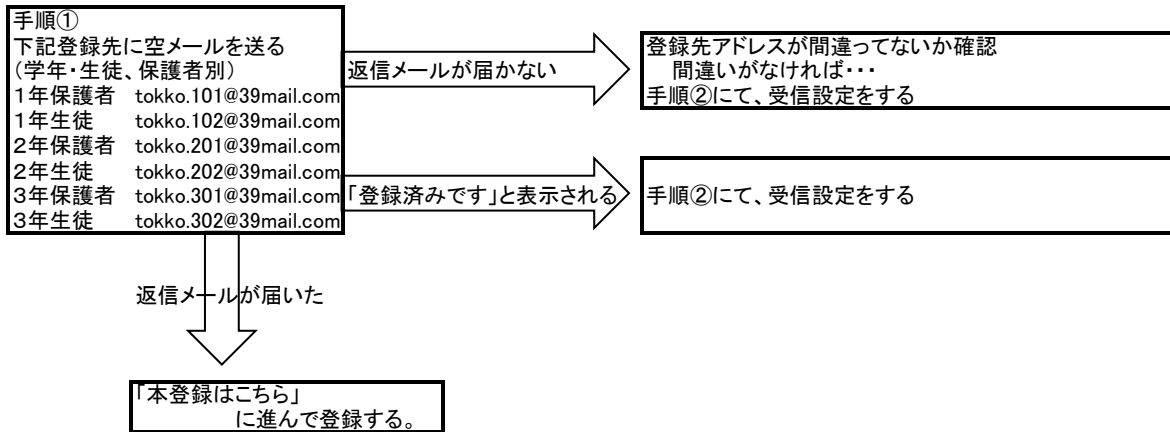 手順①
下記登録先に空メールを送る
(学年・生徒、保護者別)
1年保護者 tokko.101@39mail.com
1年生徒 tokko.102@39mail.com
2年保護者 tokko.201@39mail.com
2年生徒 tokko.202@39mail.com
3年保護者 tokko.301@39mail.com
3年生徒 tokko.302@39mail.com
返信メールが届かない
登録先アドレスが間違ってないか確認
間違いがなければ・・・
手順②にて、受信設定をする
「登録済みです」と表示される
手順②にて、受信設定をする
返信メールが届いた
「本登録はこちら」
に進んで登録する。